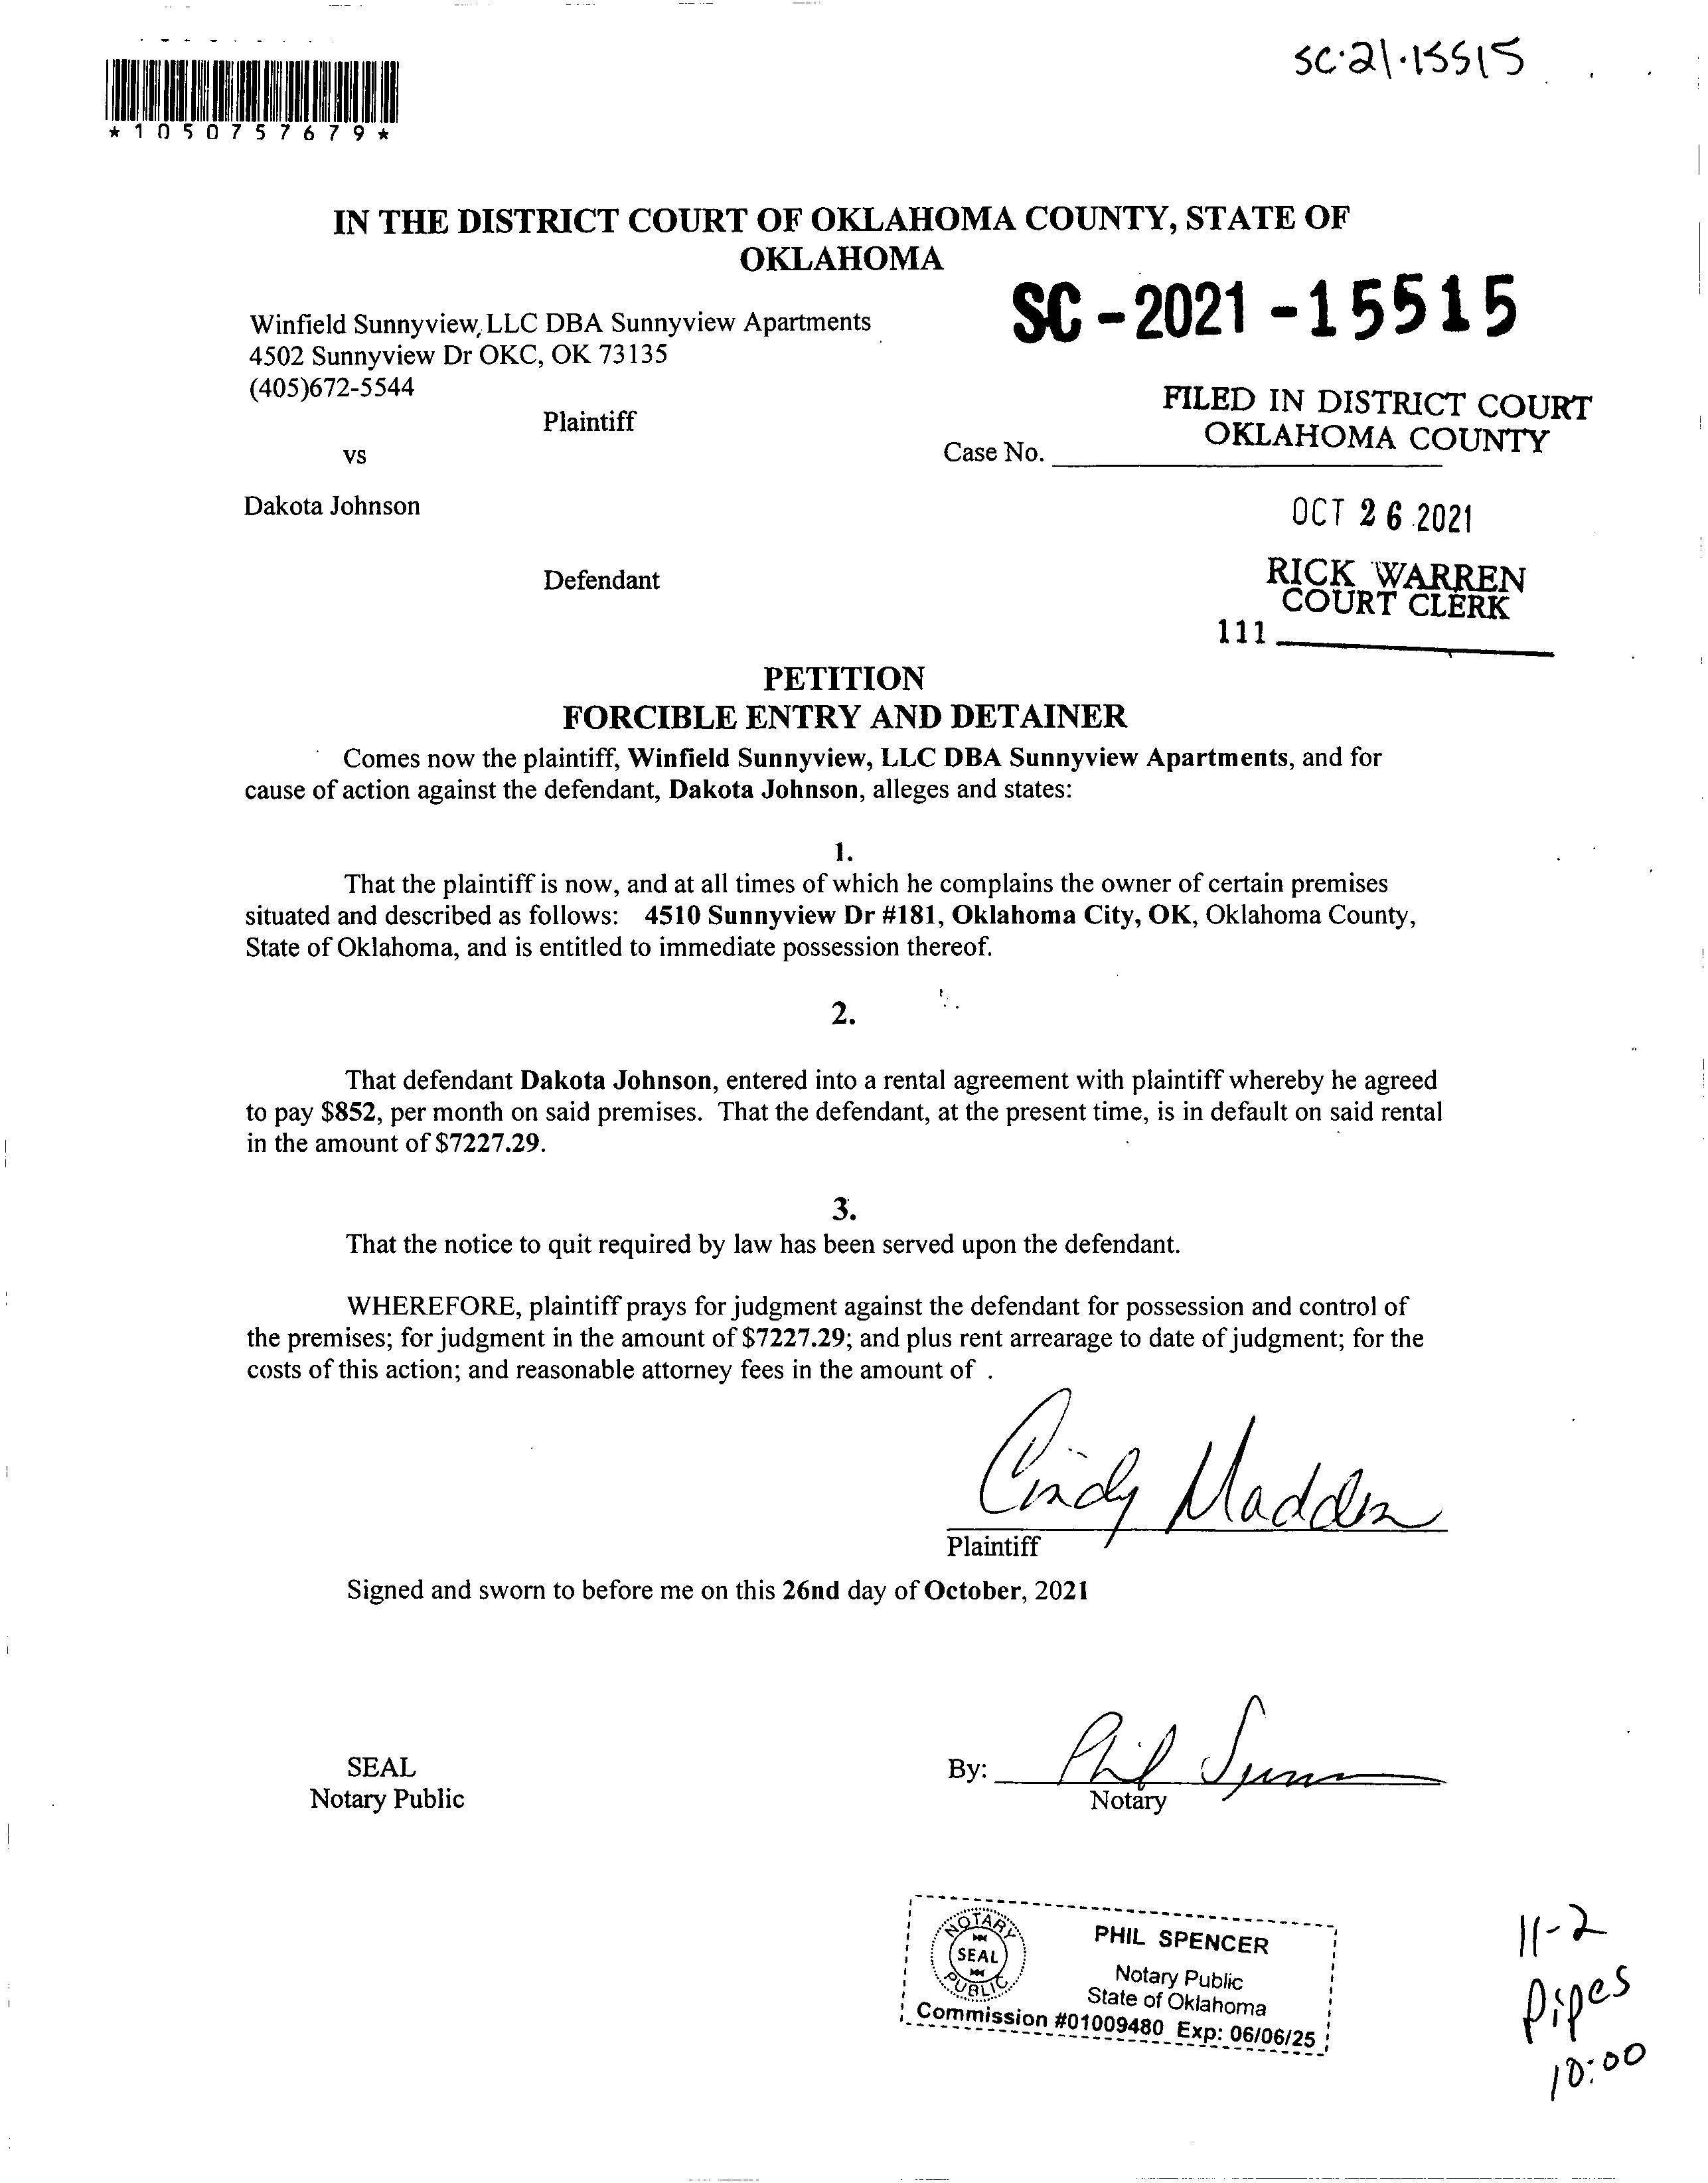 SC·21·15515
*1050757679*
IN THE DISTRICT COURT OF OKLAHOMA COUNTY, STATE OF
OKLAHOMA
SC-2021-15515
Winfield Sunnyview, LLC DBA Sunnyview Apartments
4502 Sunnyview Dr OKC, OK 73135
(405)672-5544
FILED IN DISTRICT COURT
OKLAHOMA COUNTY
Plaintiff
vs
Case No.
Dakota Johnson
OCT 26 2021
Defendant
RICK WARREN
COURT CLERK
111
PETITION
FORCIBLE ENTRY AND DETAINER
Comes now the plaintiff, Winfield Sunnyview, LLC DBA Sunnyview Apartments, and for
cause of action against the defendant, Dakota Johnson, alleges and states:
1.
That the plaintiff is now, and at all times of which he complains the owner of certain premises
situated and described as follows: 4510 Sunnyview Dr #181, Oklahoma City, OK, Oklahoma County,
State of Oklahoma, and is entitled to immediate possession thereof.
2.
That defendant Dakota Johnson, entered into a rental agreement with plaintiff whereby he agreed
to pay $852, per month on said premises. That the defendant, at the present time, is in default on said rental
in the amount of $7227.29.
3.
That the notice to quit required by law has been served upon the defendant.
WHEREFORE, plaintiff prays for judgment against the defendant for possession and control of
the premises; for judgment in the amount of $7227.29; and plus rent arrearage to date of judgment; for the
costs of this action; and reasonable attorney fees in the amount of .
Cindy Madden
Plaintiff
Signed and sworn to before me on this 26nd day of October, 2021
SEAL
Notary Public
By: Phil Spencer
Notary
NOTARY
SEAL
PUBLIC
PHIL SPENCER
Notary Public
State of Oklahoma
Commission #01009480 Exp: 06/06/25
11-2
Pipes
10:00